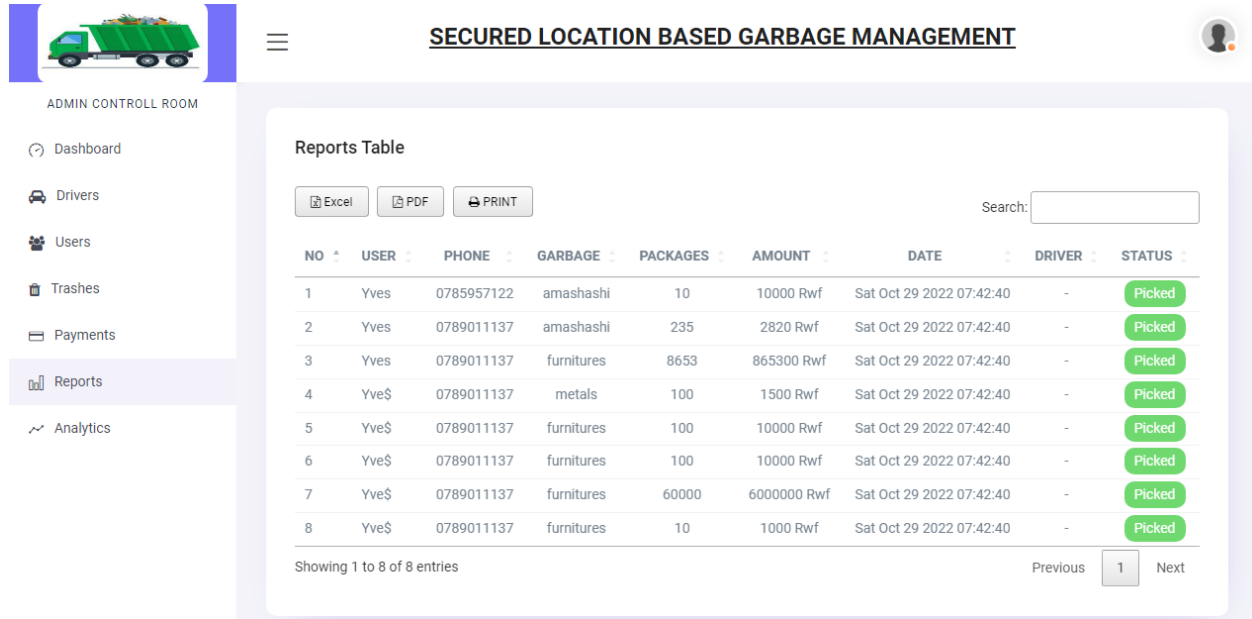 SECURED LOCATION BASED GARBAGE MANAGEMENT
ADMIN CONTROLL ROOM
Dashboard
Drivers
Users
Trashes
Payments
Reports
Analytics
Reports Table
Excel PDF PRINT
Search:
NO USER PHONE GARBAGE PACKAGES AMOUNT DATE DRIVER STATUS
1 Yves 0785957122 amashashi 10 10000 Rwf Sat Oct 29 2022 07:42:40 - Picked
2 Yves 0789011137 amashashi 235 2820 Rwf Sat Oct 29 2022 07:42:40 - Picked
3 Yves 0789011137 furnitures 8653 865300 Rwf Sat Oct 29 2022 07:42:40 - Picked
4 Yve$ 0789011137 metals 100 1500 Rwf Sat Oct 29 2022 07:42:40 - Picked
5 Yve$ 0789011137 furnitures 100 10000 Rwf Sat Oct 29 2022 07:42:40 - Picked
6 Yve$ 0789011137 furnitures 100 10000 Rwf Sat Oct 29 2022 07:42:40 - Picked
7 Yve$ 0789011137 furnitures 60000 6000000 Rwf Sat Oct 29 2022 07:42:40 - Picked
8 Yve$ 0789011137 furnitures 10 1000 Rwf Sat Oct 29 2022 07:42:40 - Picked
Showing 1 to 8 of 8 entries
Previous 1 Next